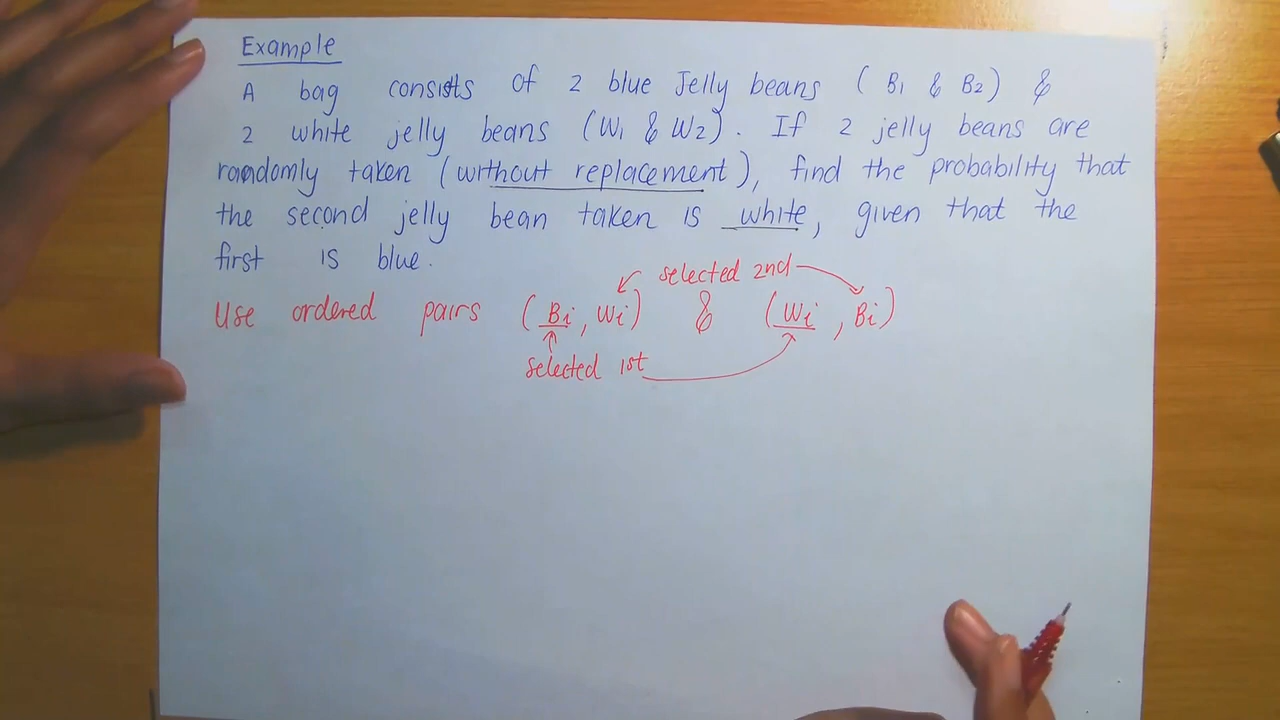 Example
A bag consists of 2 blue Jelly beans (B1 & B2) &
2 white jelly beans (W1 & W2). If 2 jelly beans are
randomly taken (without replacement), find the probability that
the second jelly bean taken is white, given that the
first is blue.
selected 2nd
Use ordered pairs (Bi, Wi) & (Wi, Bi)
selected 1st